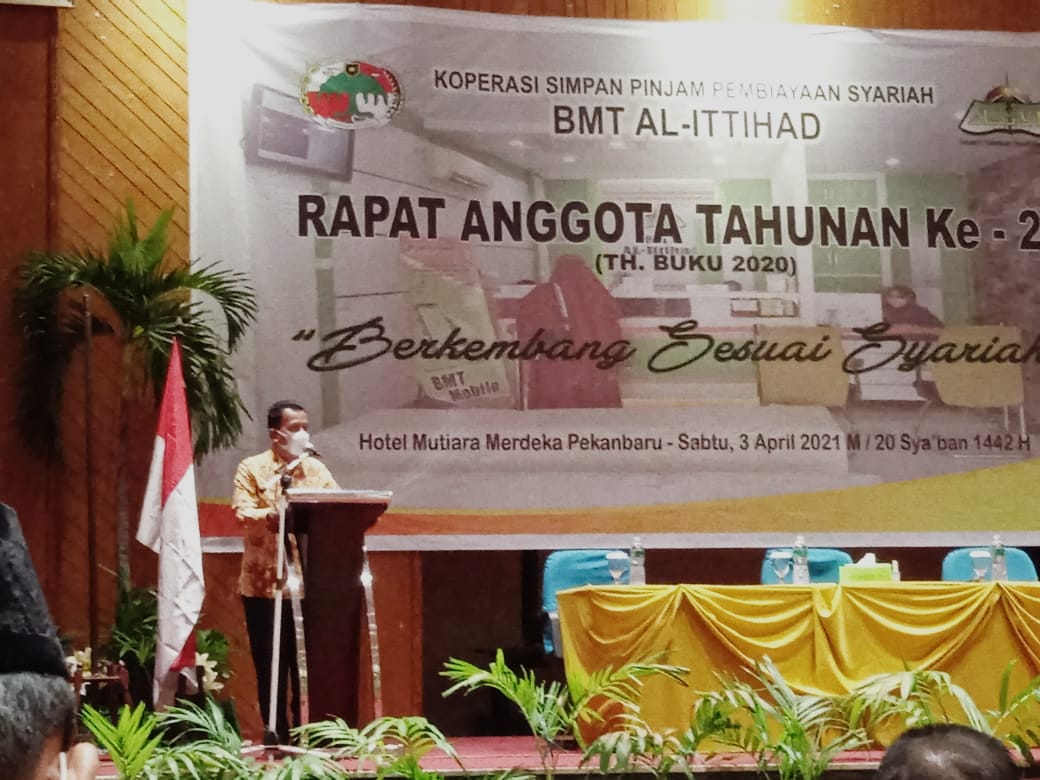 KOPERASI SIMPAN PINJAM PEMBIAYAAN SYARIAH
BMT AL-ITTIHAD
RAPAT ANGGOTA TAHUNAN Ke - 2
(TH. BUKU 2020)
"Berkembang Sesuai Syariah
BMT
Mobile
Hotel Mutiara Merdeka Pekanbaru - Sabtu, 3 April 2021 M / 20 Sya'ban 1442 H